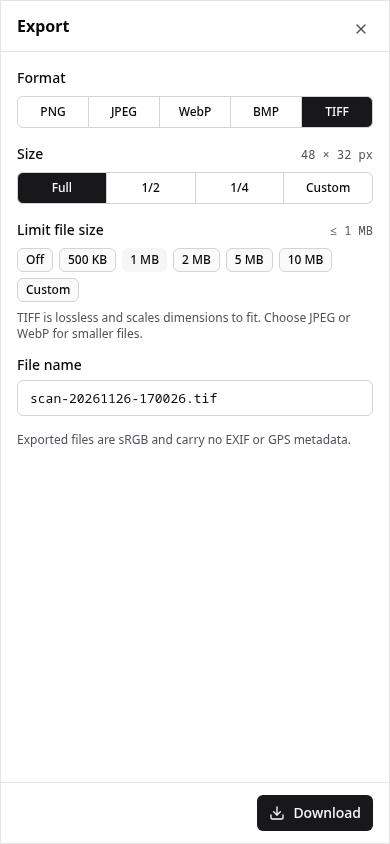 Export
Format
PNG JPEG WebP BMP TIFF
Size 48 × 32 px
Full 1/2 1/4 Custom
Limit file size ≤ 1 MB
Off 500 KB 1 MB 2 MB 5 MB 10 MB
Custom
TIFF is lossless and scales dimensions to fit. Choose JPEG or
WebP for smaller files.
File name
scan-20261126-170026.tif
Exported files are sRGB and carry no EXIF or GPS metadata.
Download